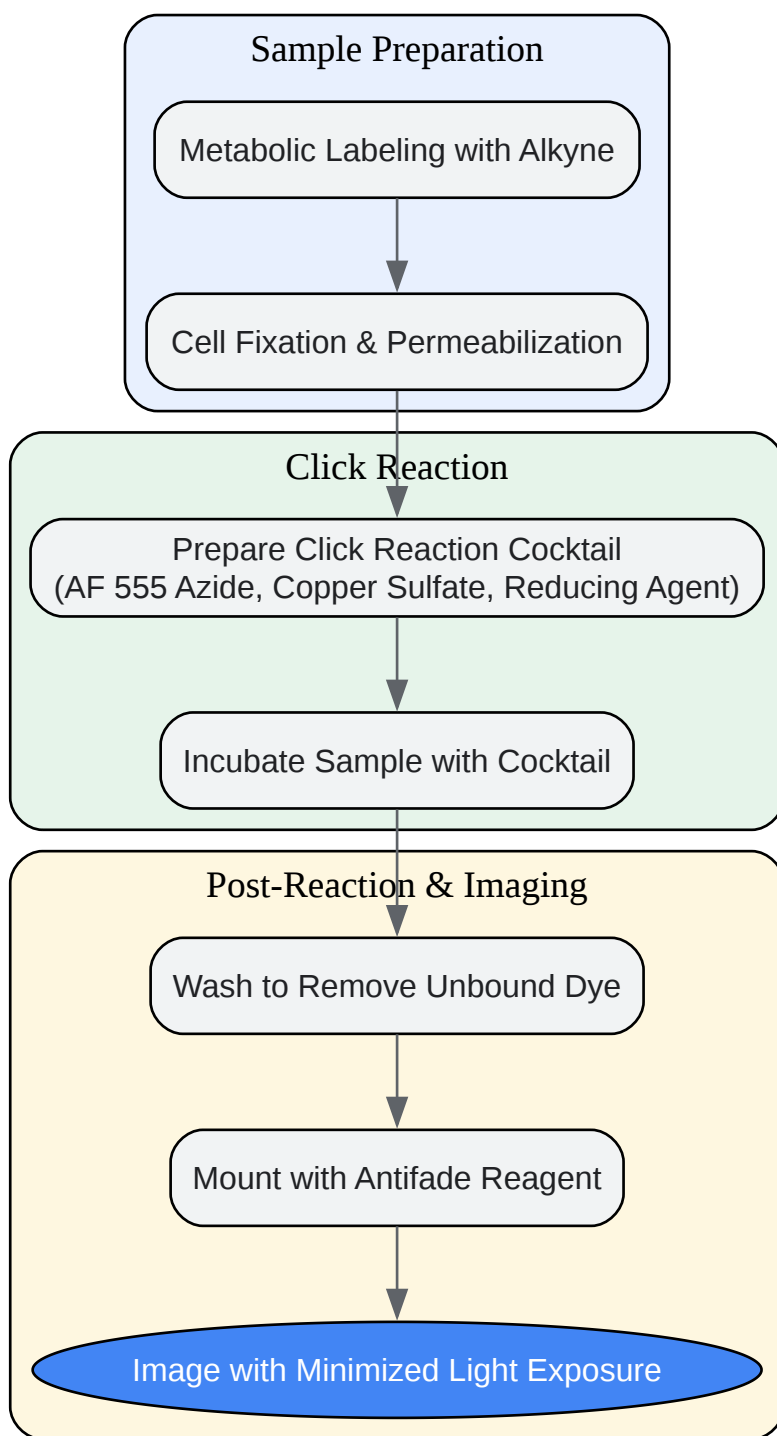 Sample Preparation
Metabolic Labeling with Alkyne
Cell Fixation & Permeabilization
Click Reaction
Prepare Click Reaction Cocktail
(AF 555 Azide, Copper Sulfate, Reducing Agent)
Incubate Sample with Cocktail
Post-Reaction & Imaging
Wash to Remove Unbound Dye
Mount with Antifade Reagent
Image with Minimized Light Exposure